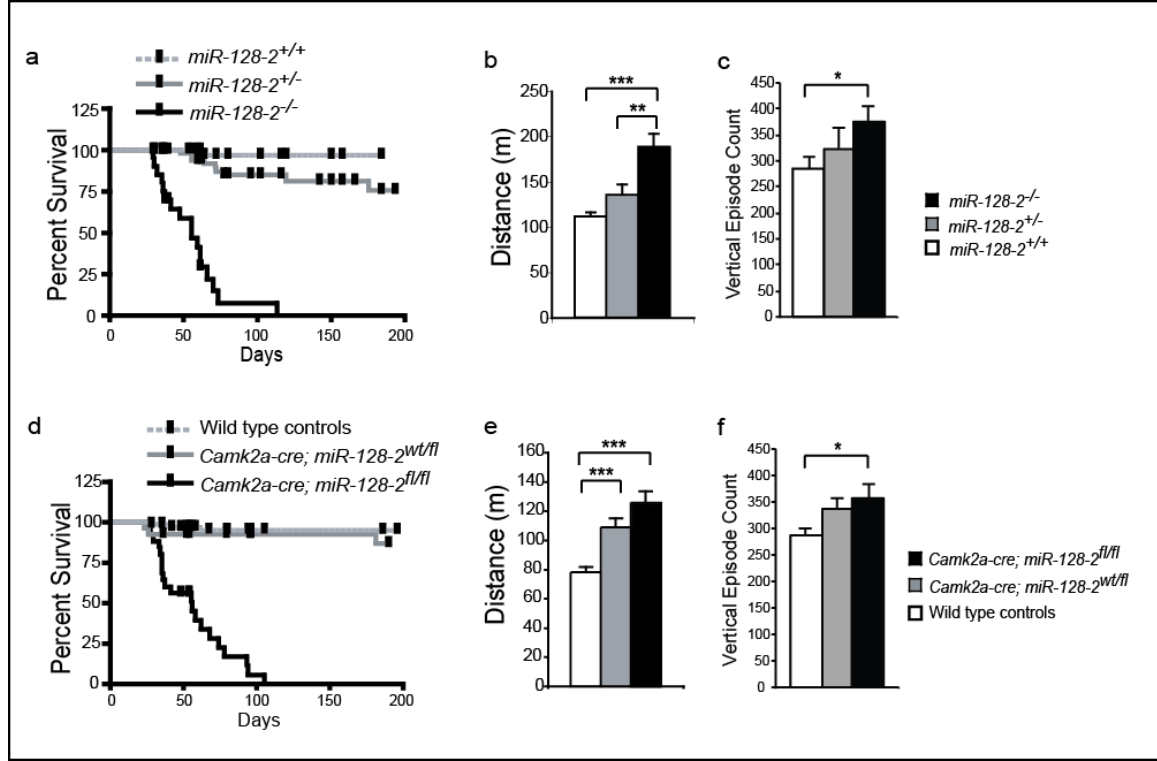 a
miR-128-2+/+
miR-128-2+/-
miR-128-2-/-
Percent Survival
125
100
75
50
25
0
0 50 100 150 200
Days
b
***
**
Distance (m)
250
200
150
100
50
0
c
*
Vertical Episode Count
450
400
350
300
250
200
150
100
50
0
miR-128-2-/-
miR-128-2+/-
miR-128-2+/+
d
Wild type controls
Camk2a-cre; miR-128-2wt/fl
Camk2a-cre; miR-128-2fl/fl
Percent Survival
125
100
75
50
25
0
0 50 100 150 200
Days
e
***
***
Distance (m)
160
140
120
100
80
60
40
20
0
f
*
Vertical Episode Count
450
400
350
300
350
200
150
100
50
0
Camk2a-cre; miR-128-2fl/fl
Camk2a-cre; miR-128-2wt/fl
Wild type controls